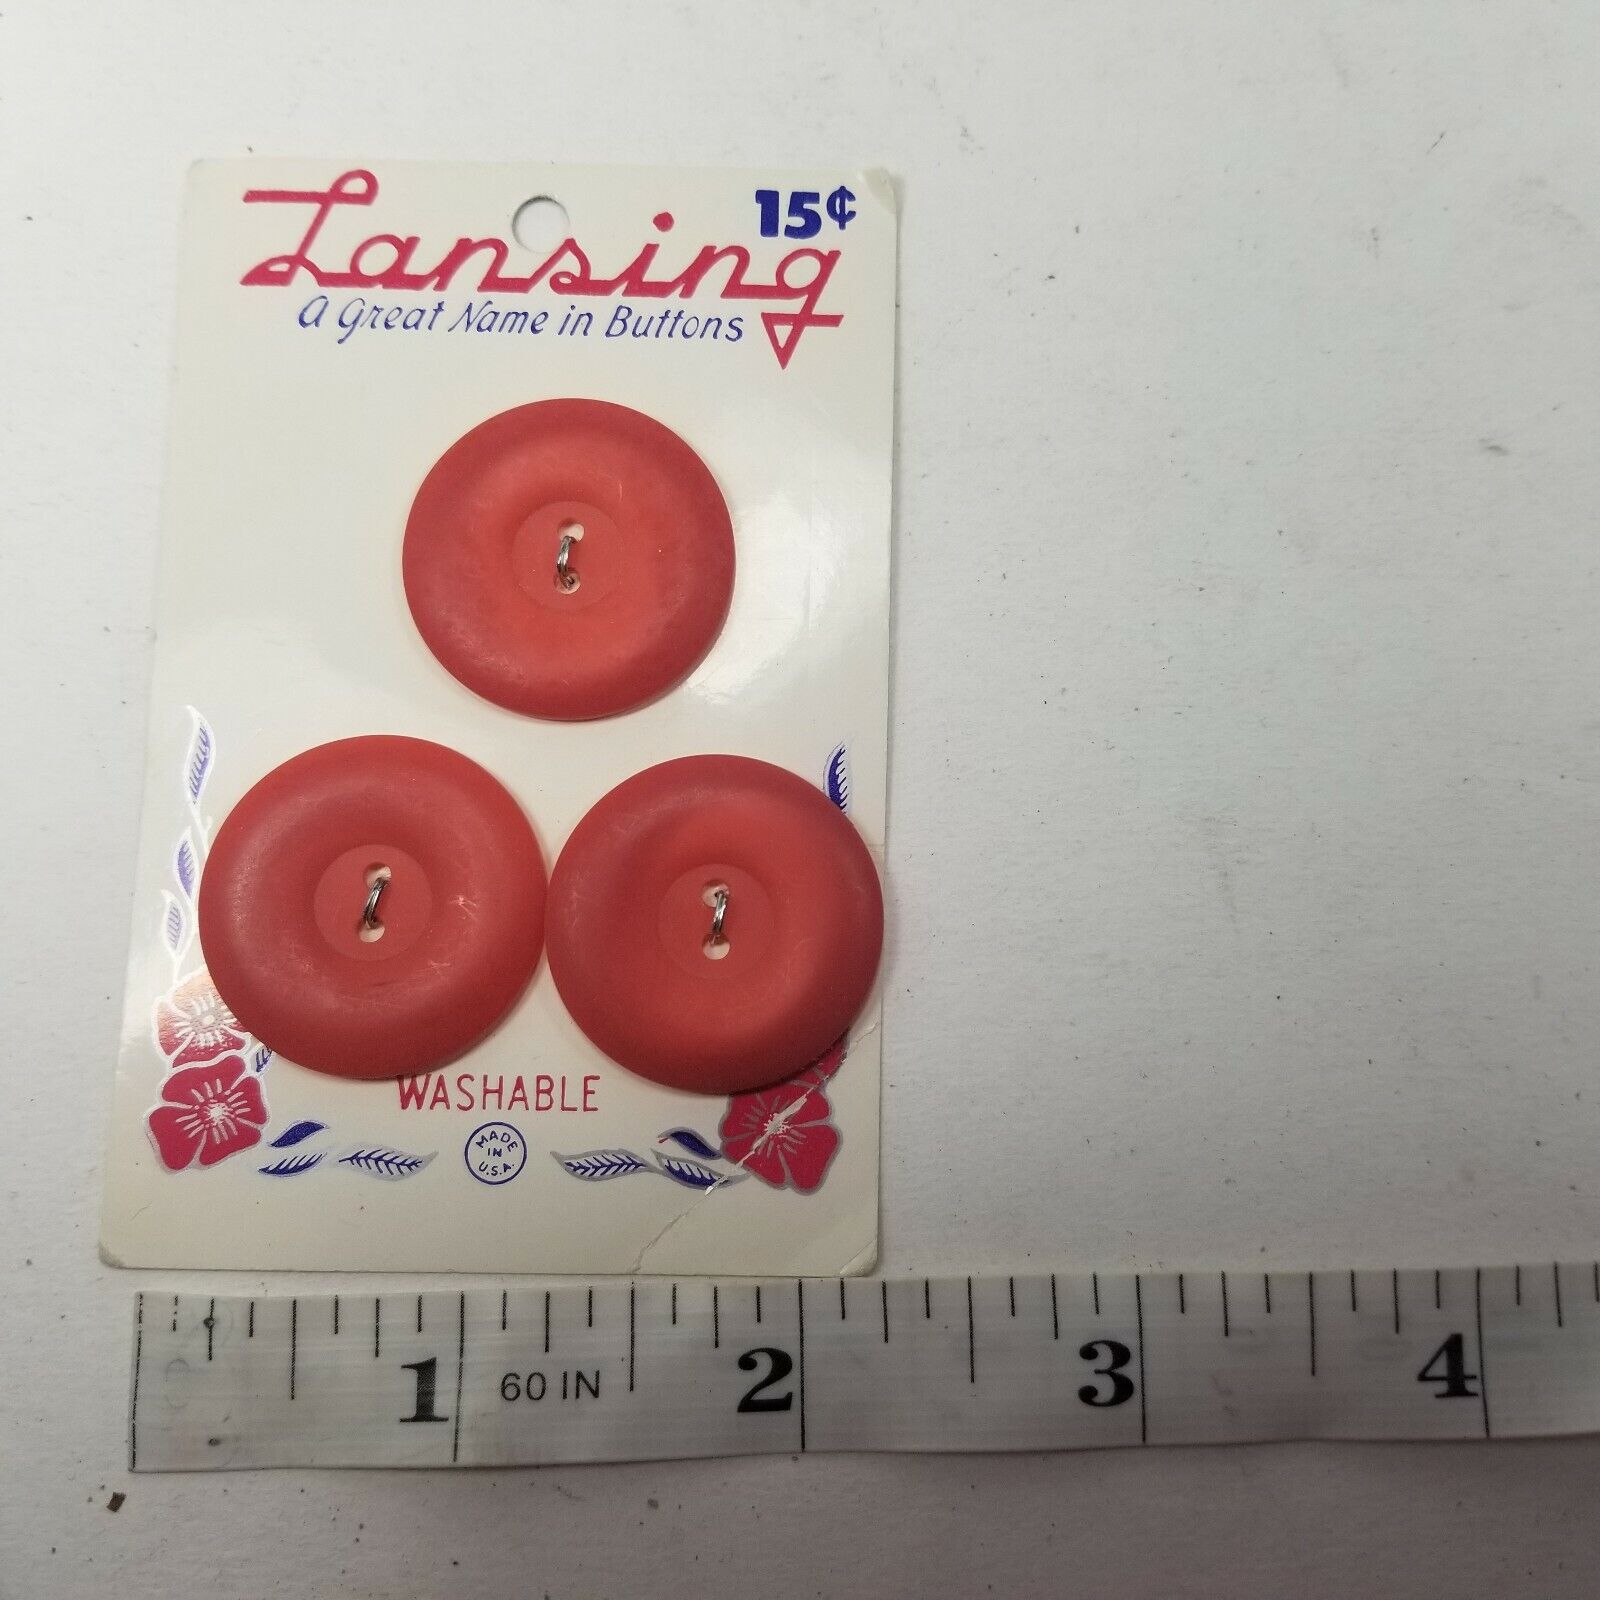 15¢
Lansing
A Great Name in Buttons
WASHABLE
MADE
IN
U.S.A.
1 60 IN 2 3 4